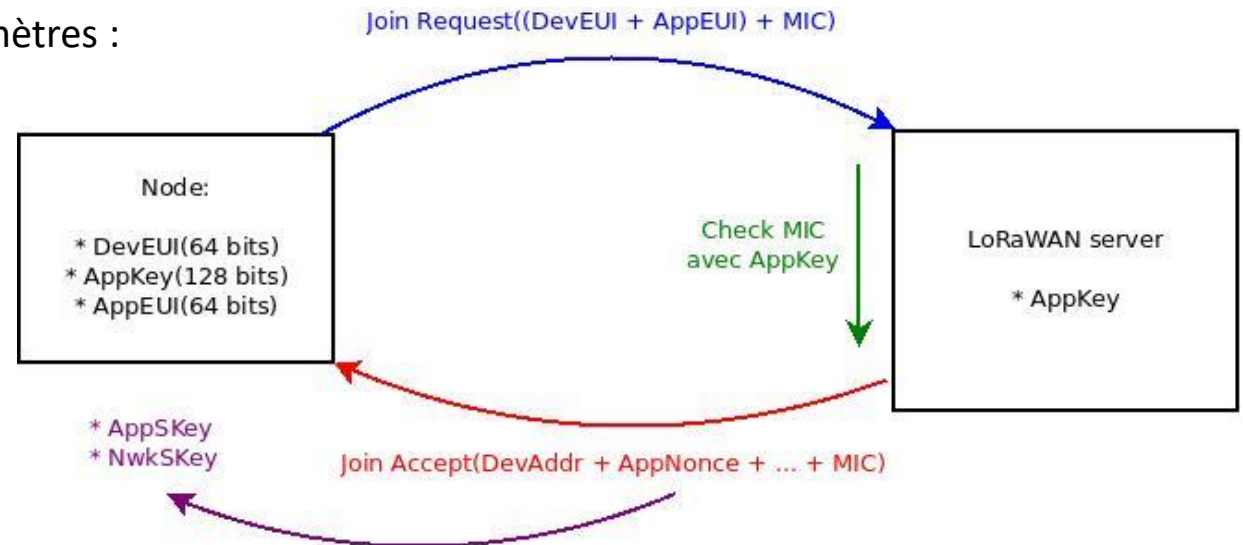 nètres :
Join Request((DevEUI + AppEUI) + MIC)
Node:
* DevEUI(64 bits)
* AppKey(128 bits)
* AppEUI(64 bits)
Check MIC
avec AppKey
LoRaWAN server
* AppKey
* AppSKey
* NwkSKey
Join Accept(DevAddr + AppNonce + ... + MIC)